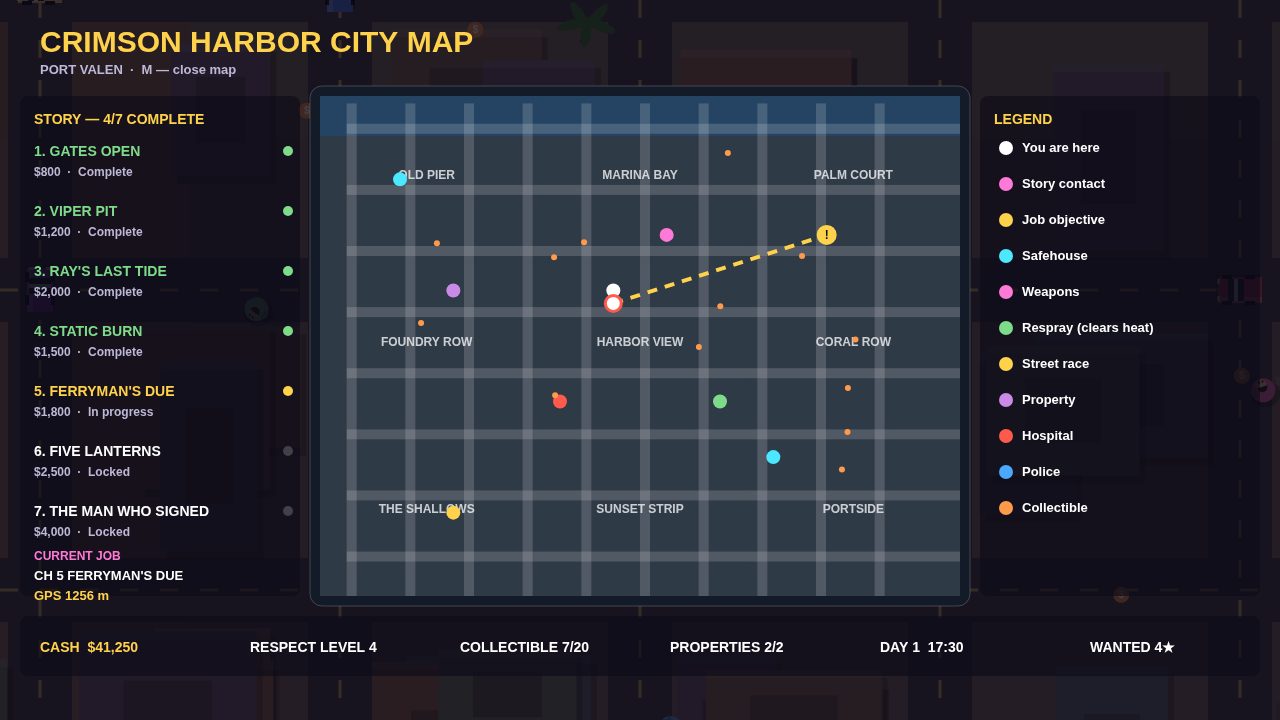 CRIMSON HARBOR CITY MAP
PORT VALEN · M — close map
STORY — 4/7 COMPLETE
1. GATES OPEN
$800 · Complete
2. VIPER PIT
$1,200 · Complete
3. RAY'S LAST TIDE
$2,000 · Complete
4. STATIC BURN
$1,500 · Complete
5. FERRYMAN'S DUE
$1,800 · In progress
6. FIVE LANTERNS
$2,500 · Locked
7. THE MAN WHO SIGNED
$4,000 · Locked
CURRENT JOB
CH 5 FERRYMAN'S DUE
GPS 1256 m
OLD PIER
MARINA BAY
PALM COURT
!
FOUNDRY ROW
HARBOR VIEW
CORAL ROW
THE SHALLOWS
SUNSET STRIP
PORTSIDE
LEGEND
You are here
Story contact
Job objective
Safehouse
Weapons
Respray (clears heat)
Street race
Property
Hospital
Police
Collectible
CASH $41,250
RESPECT LEVEL 4
COLLECTIBLE 7/20
PROPERTIES 2/2
DAY 1 17:30
WANTED 4★